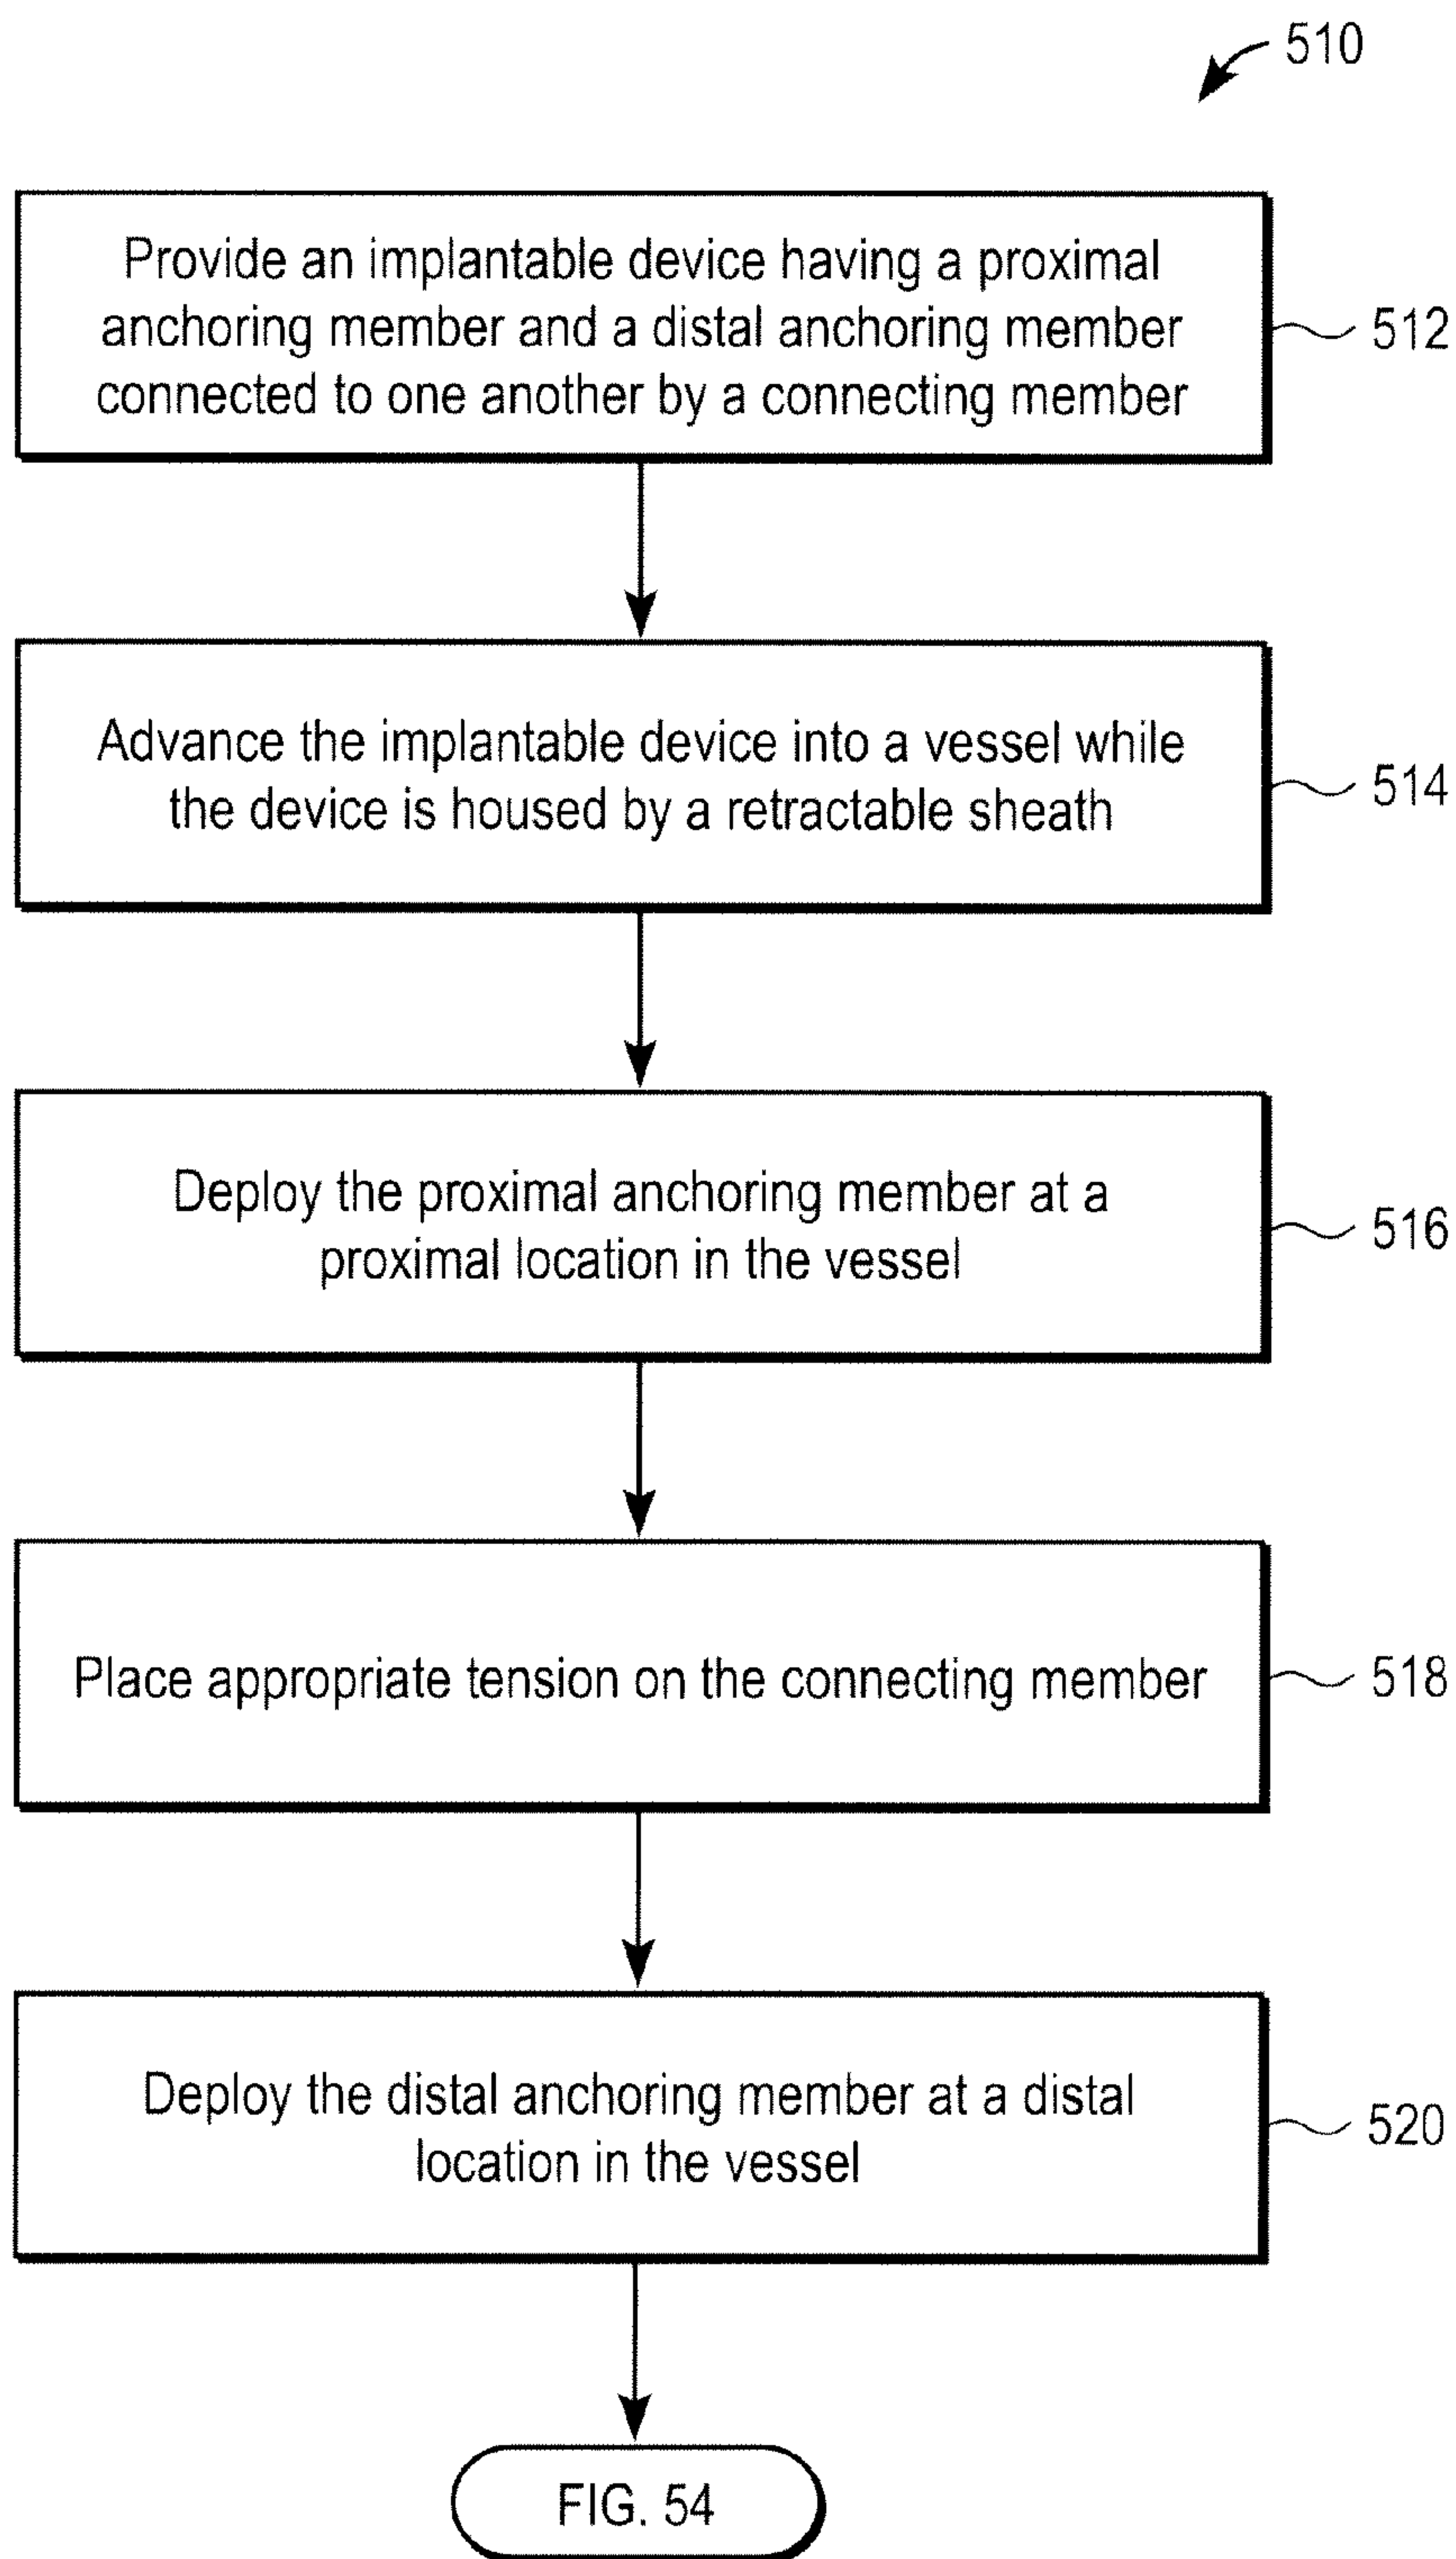 510
Provide an implantable device having a proximal
anchoring member and a distal anchoring member
connected to one another by a connecting member
512
Advance the implantable device into a vessel while
the device is housed by a retractable sheath
514
Deploy the proximal anchoring member at a
proximal location in the vessel
516
Place appropriate tension on the connecting member
518
Deploy the distal anchoring member at a distal
location in the vessel
520
FIG. 54